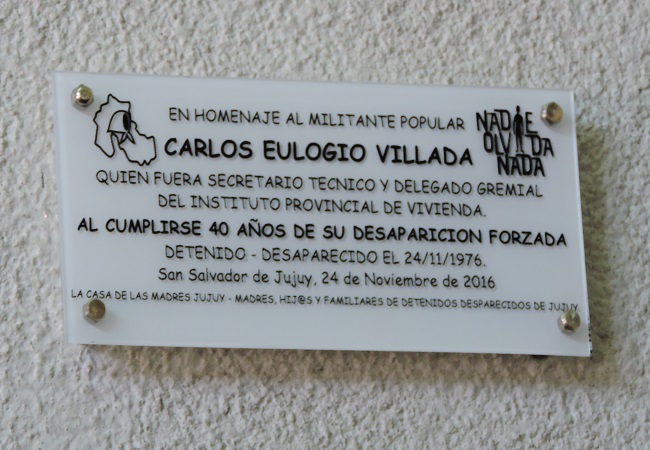 EN HOMENAJE AL MILITANTE POPULAR
NADIE
OLVIDA
NADA
CARLOS EULOGIO VILLADA
QUIEN FUERA SECRETARIO TECNICO Y DELEGADO GREMIAL
DEL INSTITUTO PROVINCIAL DE VIVIENDA.
AL CUMPLIRSE 40 AÑOS DE SU DESAPARICION FORZADA
DETENIDO - DESAPARECIDO EL 24/11/1976.
San Salvador de Jujuy, 24 de Noviembre de 2016
LA CASA DE LAS MADRES JUJUY - MADRES, HIJ@S Y FAMILIARES DE DETENIDOS DESPARECIDOS DE JUJUY